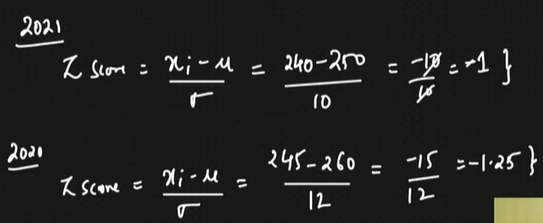 2021
Z score = xi - μ / σ = 240-250 / 10 = -10 / 10 = -1 }
2020
Z score = xi - μ / σ = 245-260 / 12 = -15 / 12 = -1.25 }